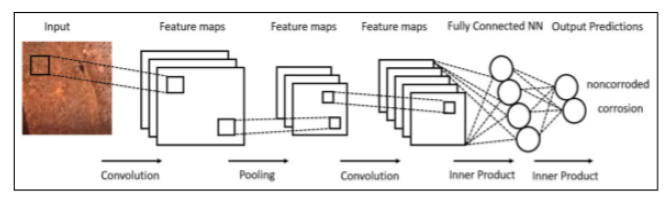 Input Feature maps Feature maps Feature maps Fully Connected NN Output Predictions
noncorroded
corrosion
Convolution Pooling Convolution Inner Product Inner Product